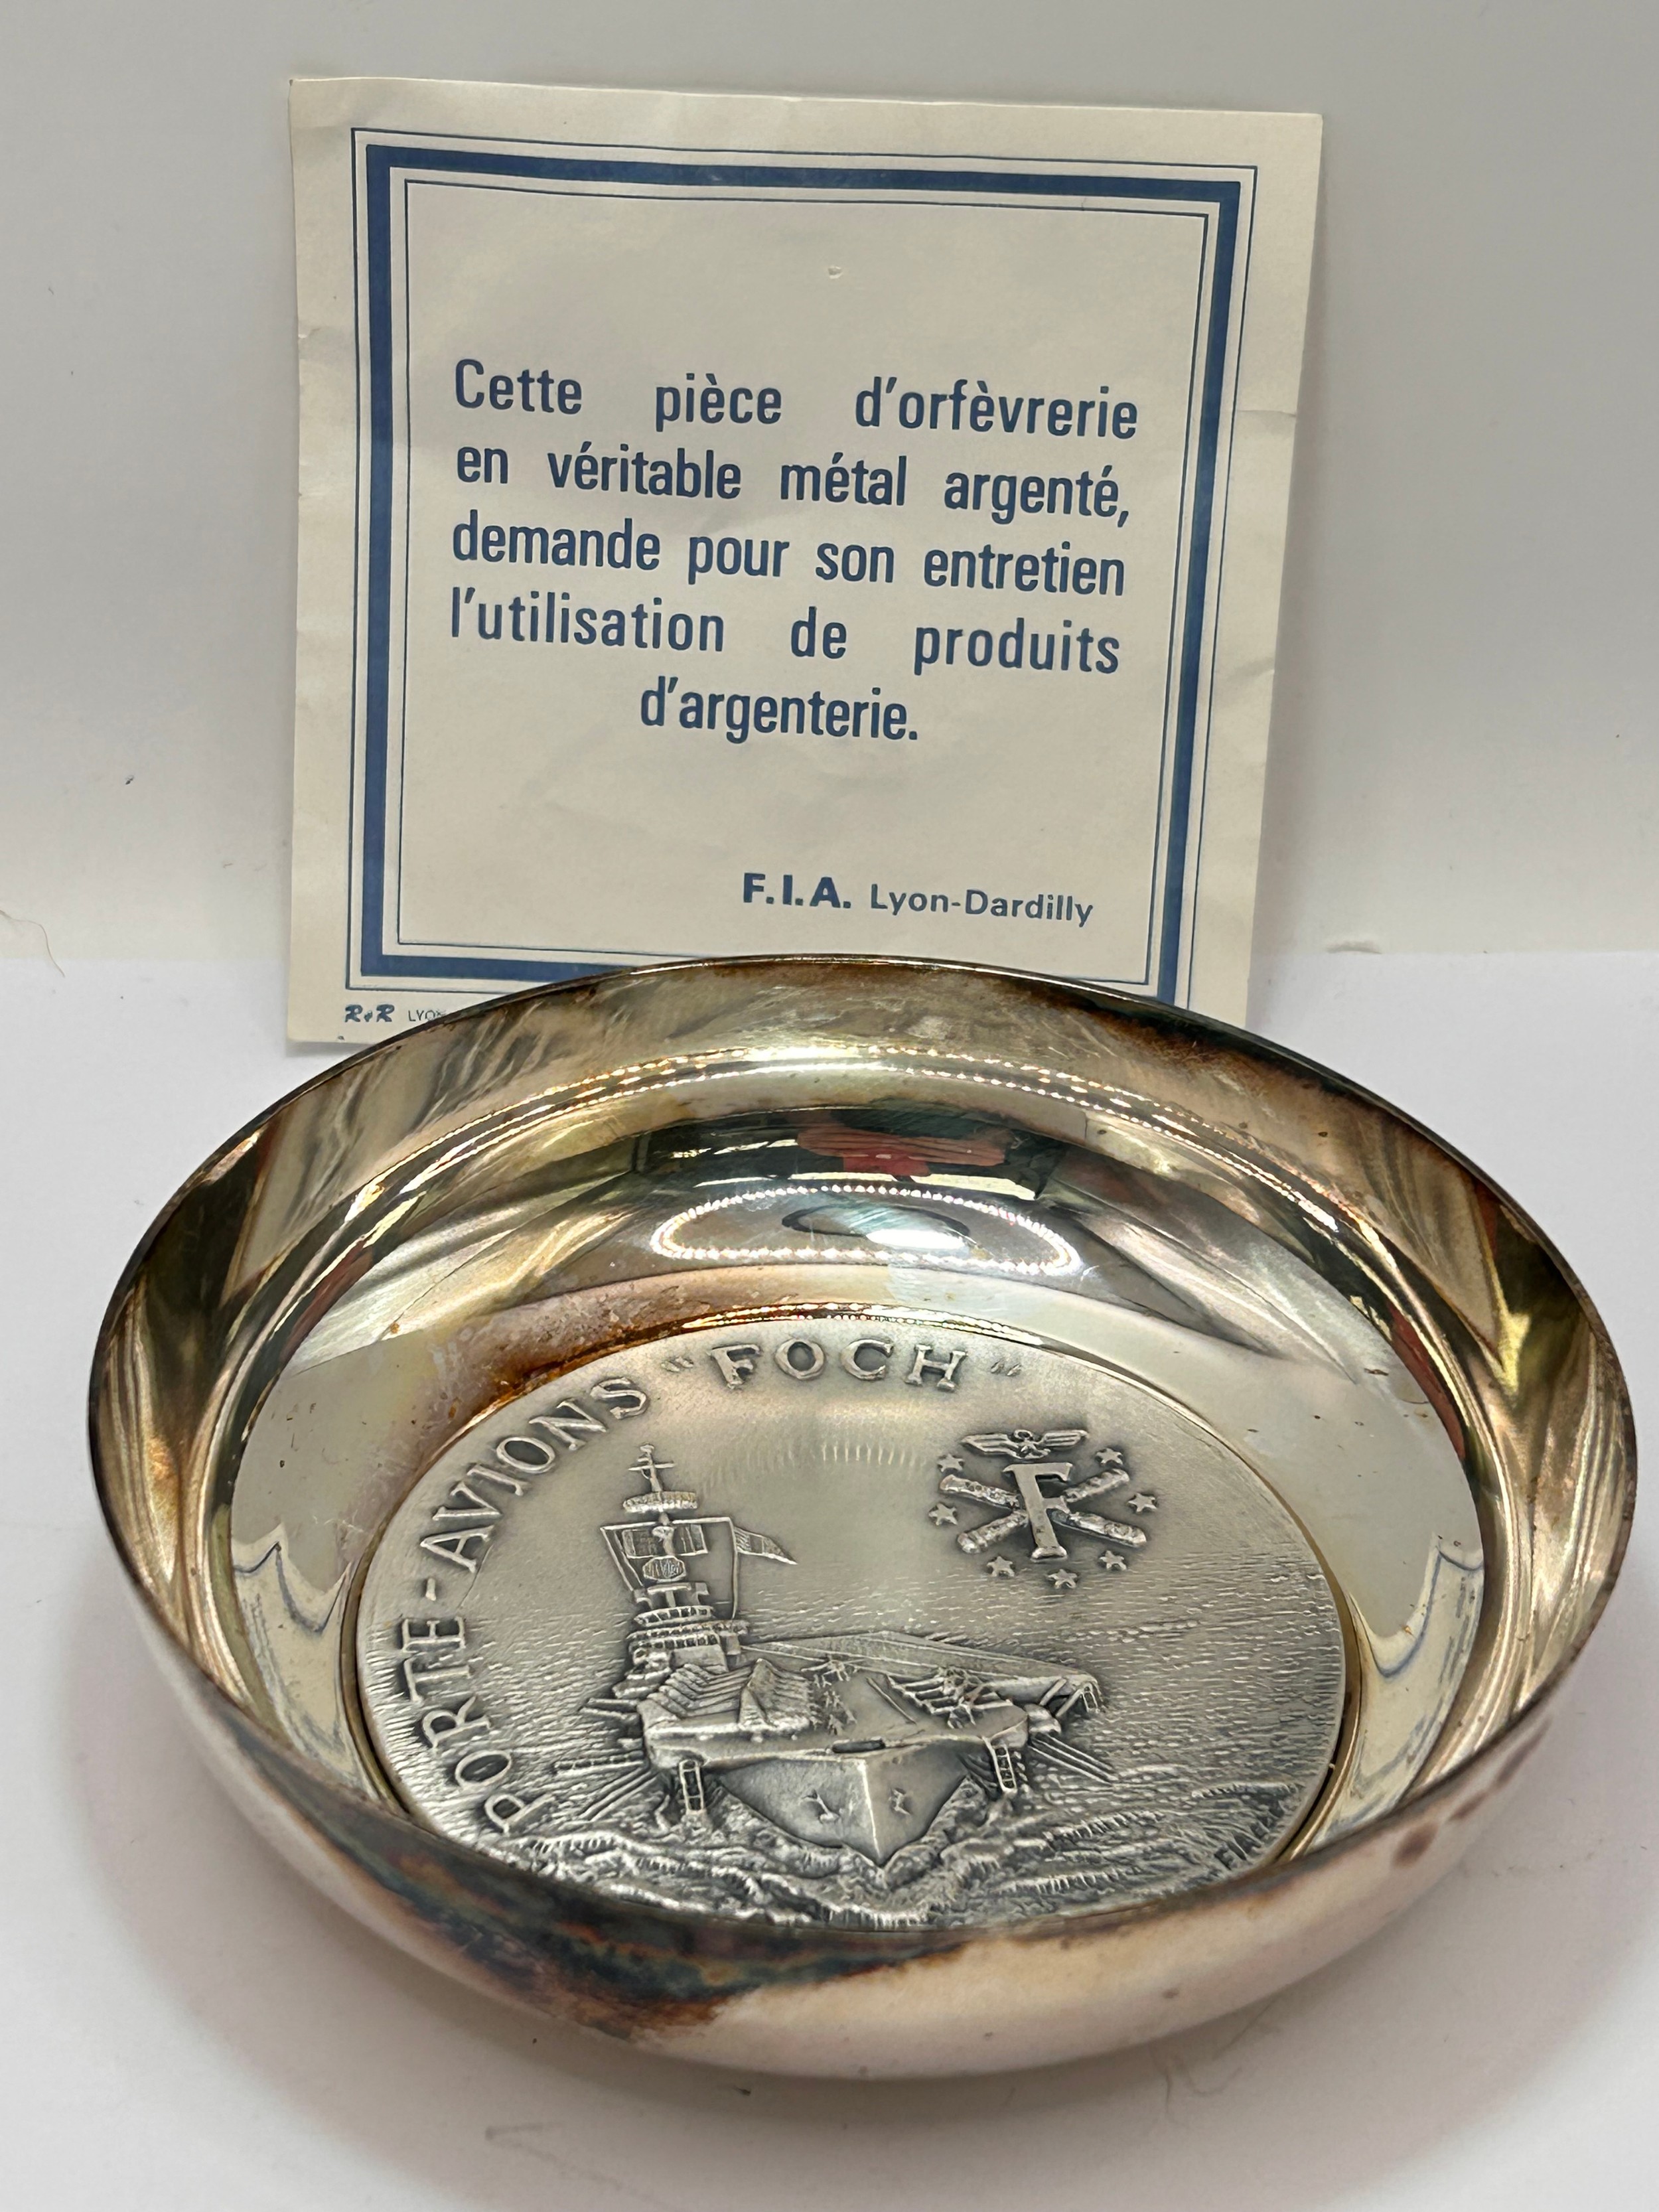 Cette pièce d'orfèvrerie
en véritable métal argenté,
demande pour son entretien
l'utilisation de produits
d'argenterie.
F.I.A. Lyon-Dardilly
R&R
PORTE-AVIONS "FOCH"
F